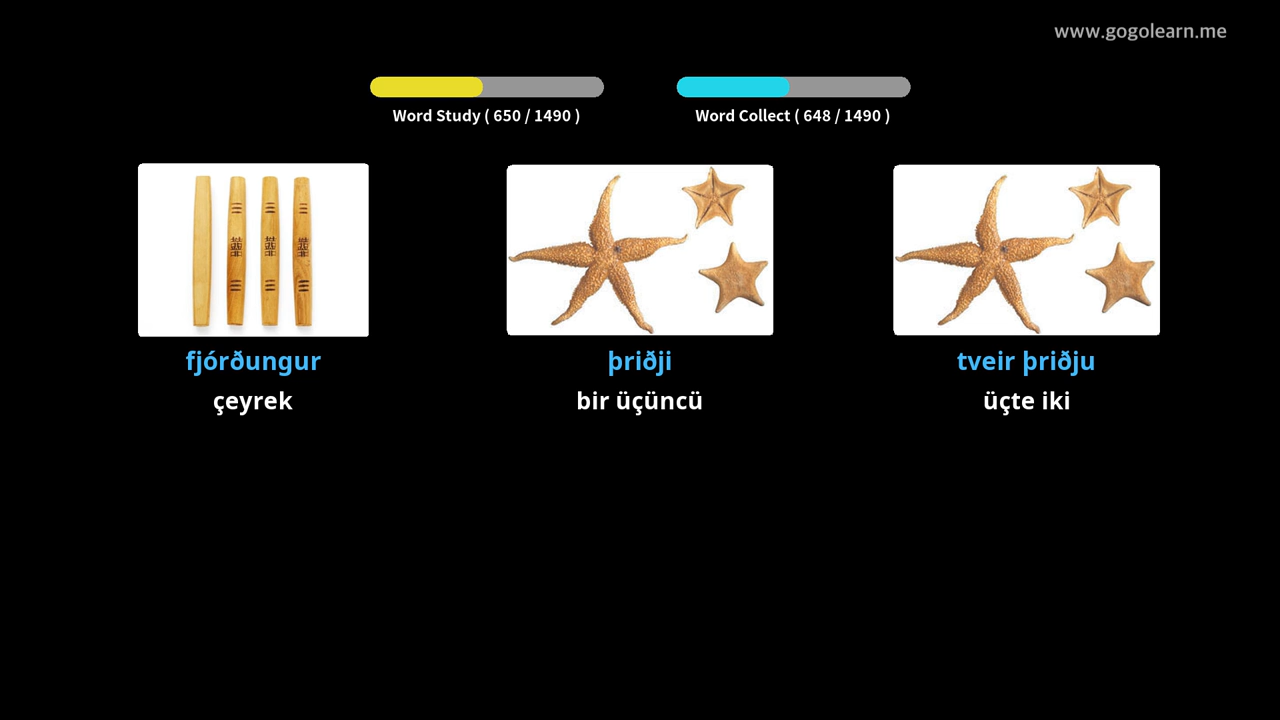 www.gogolearn.me
Word Study ( 650 / 1490 )
Word Collect ( 648 / 1490 )
fjórðungur
çeyrek
þriðji
bir üçüncü
tveir þriðju
üçte iki